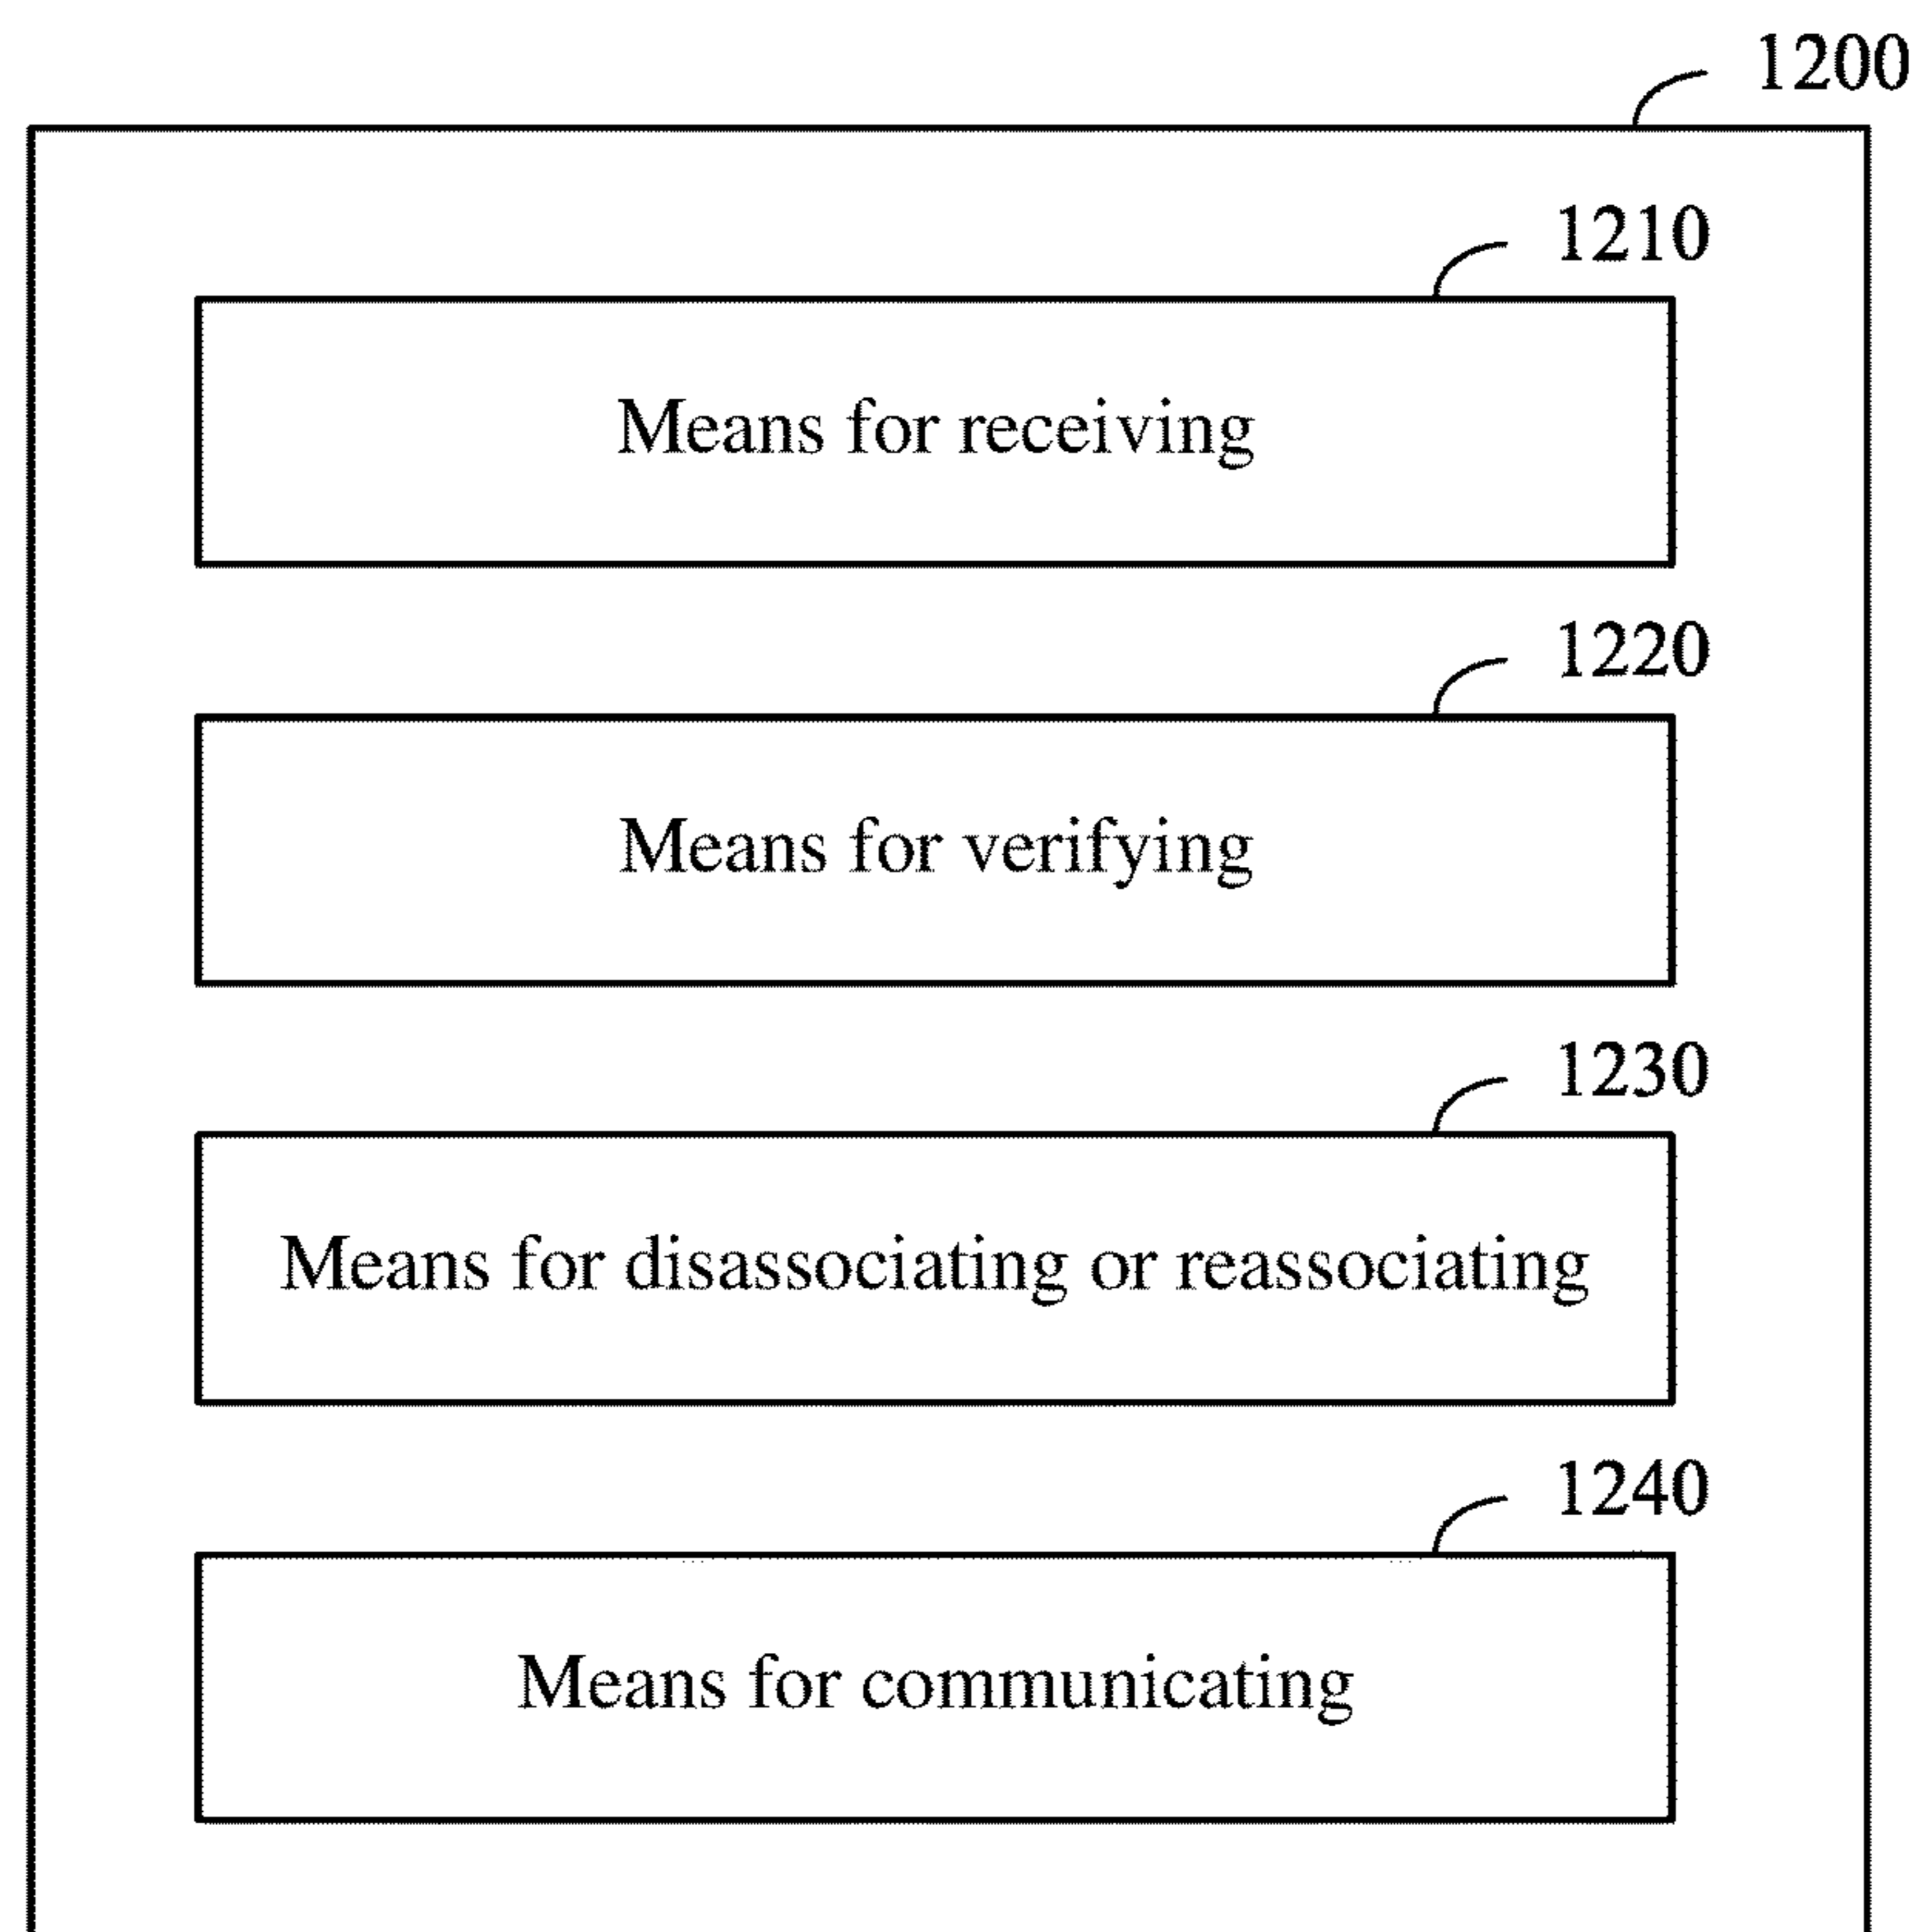 1200
1210
Means for receiving
1220
Means for verifying
1230
Means for disassociating or reassociating
1240
Means for communicating